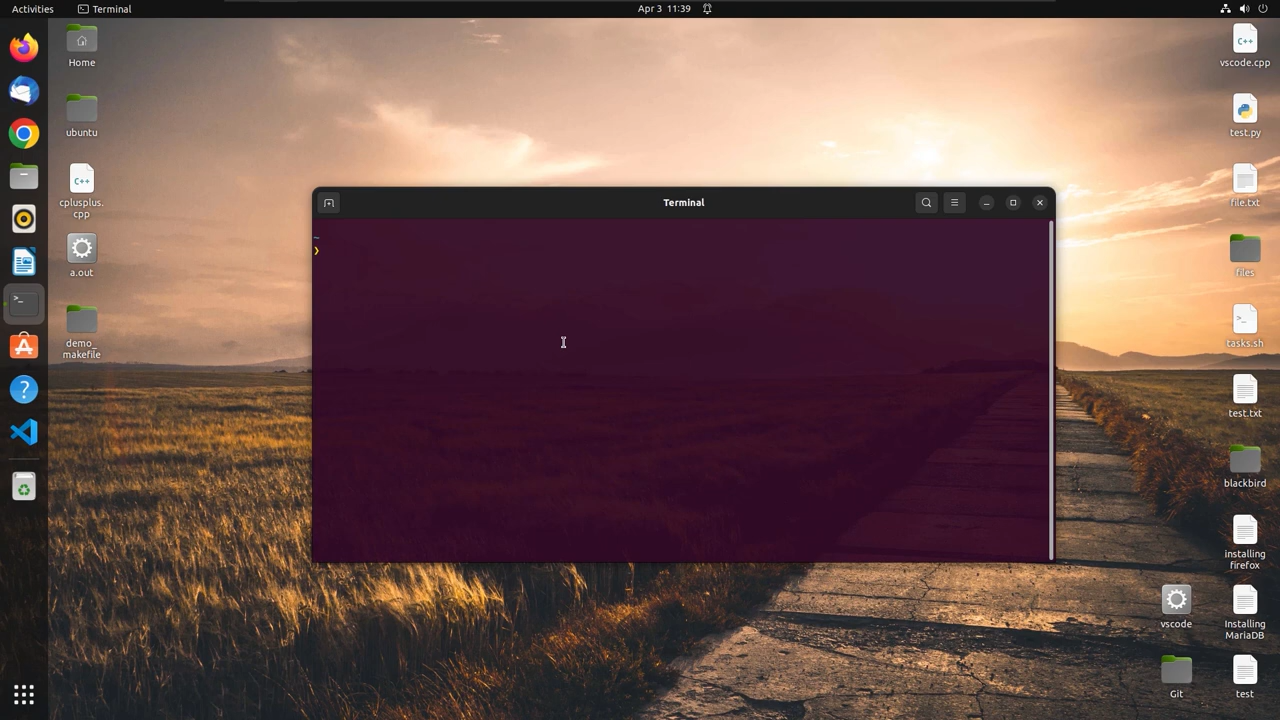 Activities
Terminal
Apr 3 11:39
Home
ubuntu
cplusplus.
cpp
a.out
demo_
makefile
Terminal
~
❯
vscode.cpp
test.py
file.txt
files
tasks.sh
test.txt
blackbird
installing
firefox
vscode
Installing
MariaDB
Git
test